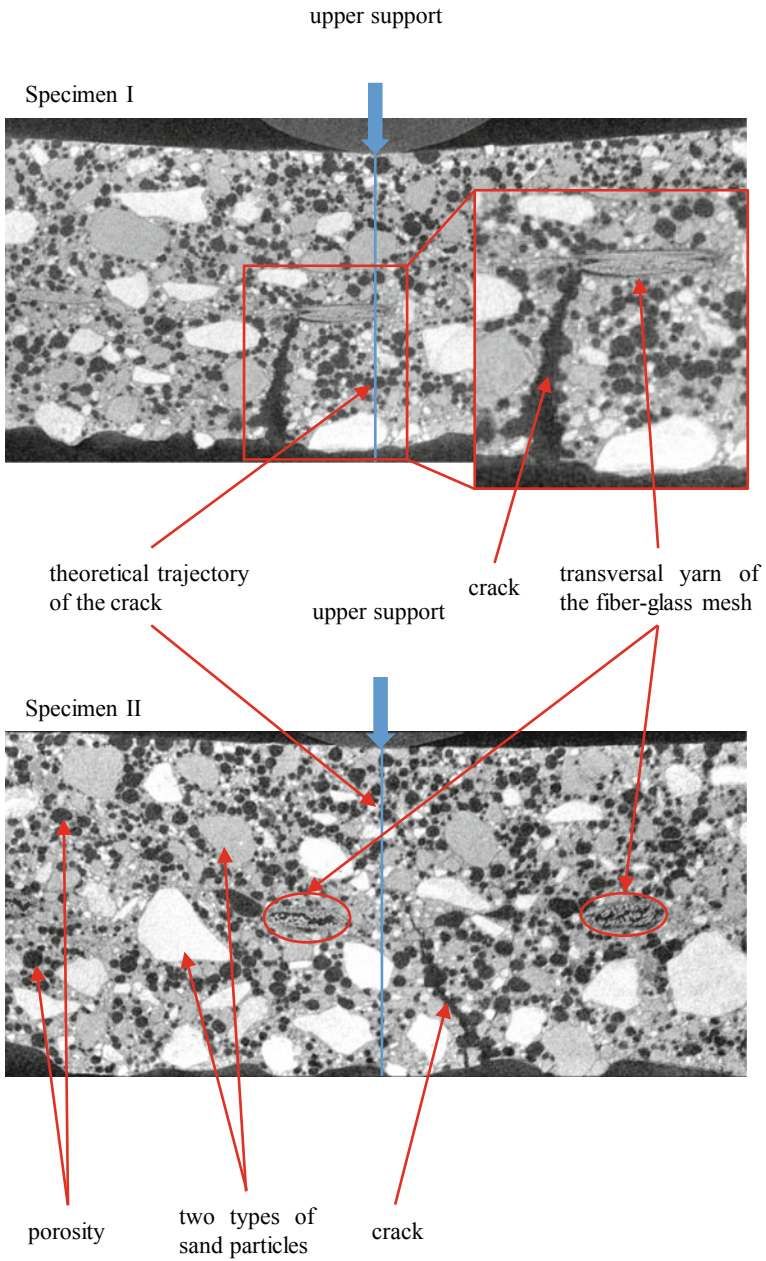 upper support
Specimen I
theoretical trajectory
of the crack
crack
transversal yarn of
the fiber-glass mesh
upper support
Specimen II
porosity
two types of
sand particles
crack